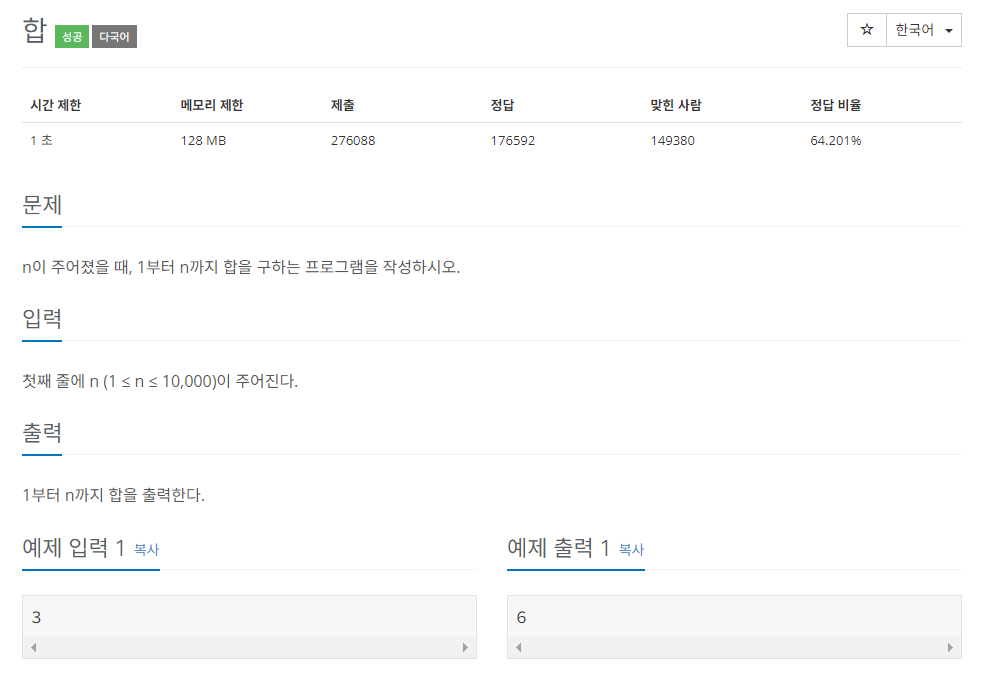 합 성공 다국어
한국어
시간 제한 메모리 제한 제출 정답 맞힌 사람 정답 비율
1 초 128 MB 276088 176592 149380 64.201%
문제
n이 주어졌을 때, 1부터 n까지 합을 구하는 프로그램을 작성하시오.
입력
첫째 줄에 n (1 ≤ n ≤ 10,000)이 주어진다.
출력
1부터 n까지 합을 출력한다.
예제 입력 1 복사
3
예제 출력 1 복사
6